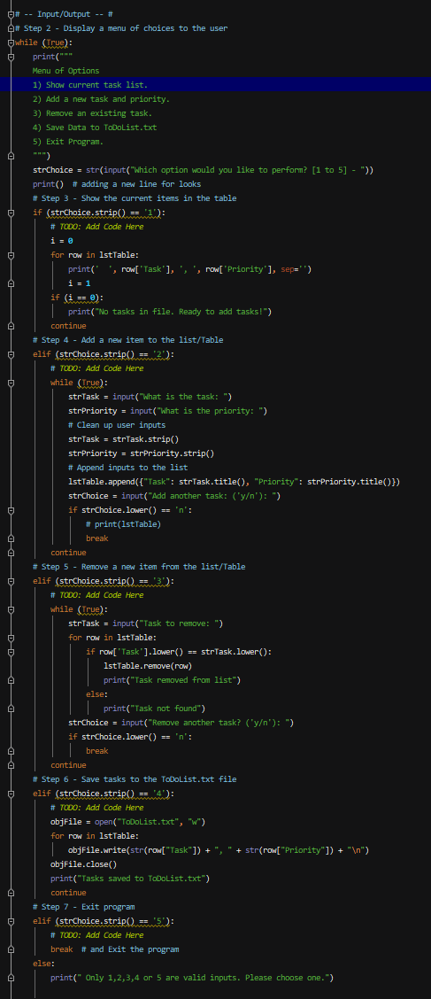 # -- Input/Output -- #
# Step 2 - Display a menu of choices to the user
while (True):
    print("""
    Menu of Options
    1) Show current task list.
    2) Add a new task and priority.
    3) Remove an existing task.
    4) Save Data to ToDoList.txt
    5) Exit Program.
    """)
    strChoice = str(input("Which option would you like to perform? [1 to 5] - "))
    print()  # adding a new line for looks
    # Step 3 - Show the current items in the table
    if (strChoice.strip() == '1'):
        # TODO: Add Code Here
        i = 0
        for row in lstTable:
            print('  ', row['Task'], ', ', row['Priority'], sep='')
            i = 1
        if (i == 0):
            print("No tasks in file. Ready to add tasks!")
        continue
    # Step 4 - Add a new item to the list/Table
    elif (strChoice.strip() == '2'):
        # TODO: Add Code Here
        while (True):
            strTask = input("What is the task: ")
            strPriority = input("What is the priority: ")
            # Clean up user inputs
            strTask = strTask.strip()
            strPriority = strPriority.strip()
            # Append inputs to the list
            lstTable.append({"Task": strTask.title(), "Priority": strPriority.title()})
            strChoice = input("Add another task: ('y/n'): ")
            if strChoice.lower() == 'n':
                # print(lstTable)
                break
        continue
    # Step 5 - Remove a new item from the list/Table
    elif (strChoice.strip() == '3'):
        # TODO: Add Code Here
        while (True):
            strTask = input("Task to remove: ")
            for row in lstTable:
                if row['Task'].lower() == strTask.lower():
                    lstTable.remove(row)
                    print("Task removed from list")
                else:
                    print("Task not found")
            strChoice = input("Remove another task? ('y/n'): ")
            if strChoice.lower() == 'n':
                break
        continue
    # Step 6 - Save tasks to the ToDoList.txt file
    elif (strChoice.strip() == '4'):
        # TODO: Add Code Here
        objFile = open("ToDoList.txt", "w")
        for row in lstTable:
            objFile.write(str(row["Task"]) + ", " + str(row["Priority"]) + "\n")
        objFile.close()
        print("Tasks saved to ToDoList.txt")
        continue
    # Step 7 - Exit program
    elif (strChoice.strip() == '5'):
        # TODO: Add Code Here
        break  # and Exit the program
    else:
        print(" Only 1,2,3,4 or 5 are valid inputs. Please choose one.")